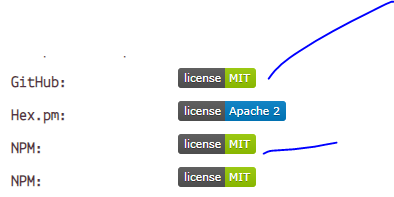 GitHub: license MIT
Hex.pm: license Apache 2
NPM: license MIT
NPM: license MIT